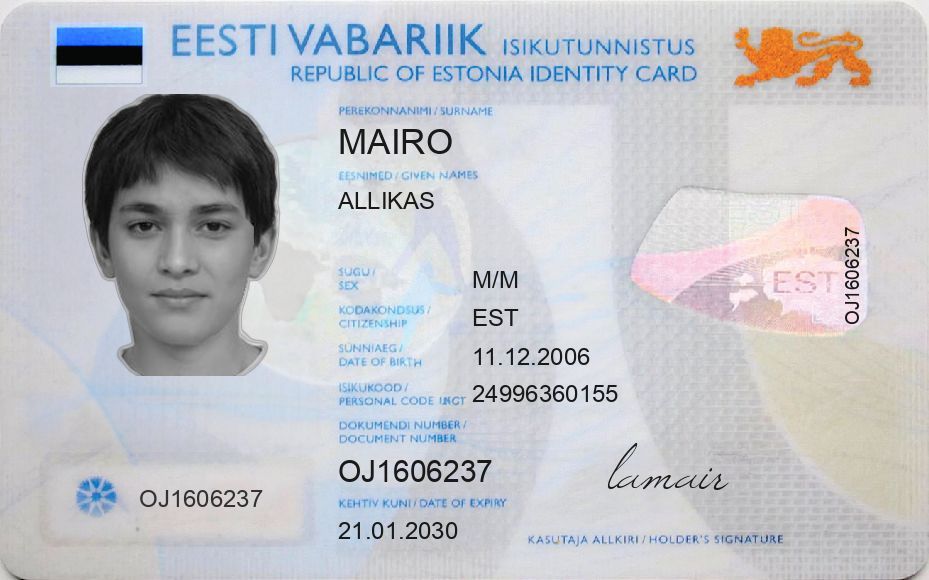 EESTI VABARIIK ISIKUTUNNISTUS
REPUBLIC OF ESTONIA IDENTITY CARD
PEREKONNANIMI / SURNAME
MAIRO
EESNIMED / GIVEN NAMES
ALLIKAS
SUGU /
SEX
M/M
KODAKONDSUS /
CITIZENSHIP
EST
SÜNNIAEG /
DATE OF BIRTH
11.12.2006
ISIKUKOOD /
PERSONAL CODE
24996360155
DOKUMENDI NUMBER /
DOCUMENT NUMBER
OJ1606237
KEHTIV KUNI / DATE OF EXPIRY
21.01.2030
OJ1606237
EST
OJ1606237
lamair
KASUTAJA ALLKIRI / HOLDER'S SIGNATURE